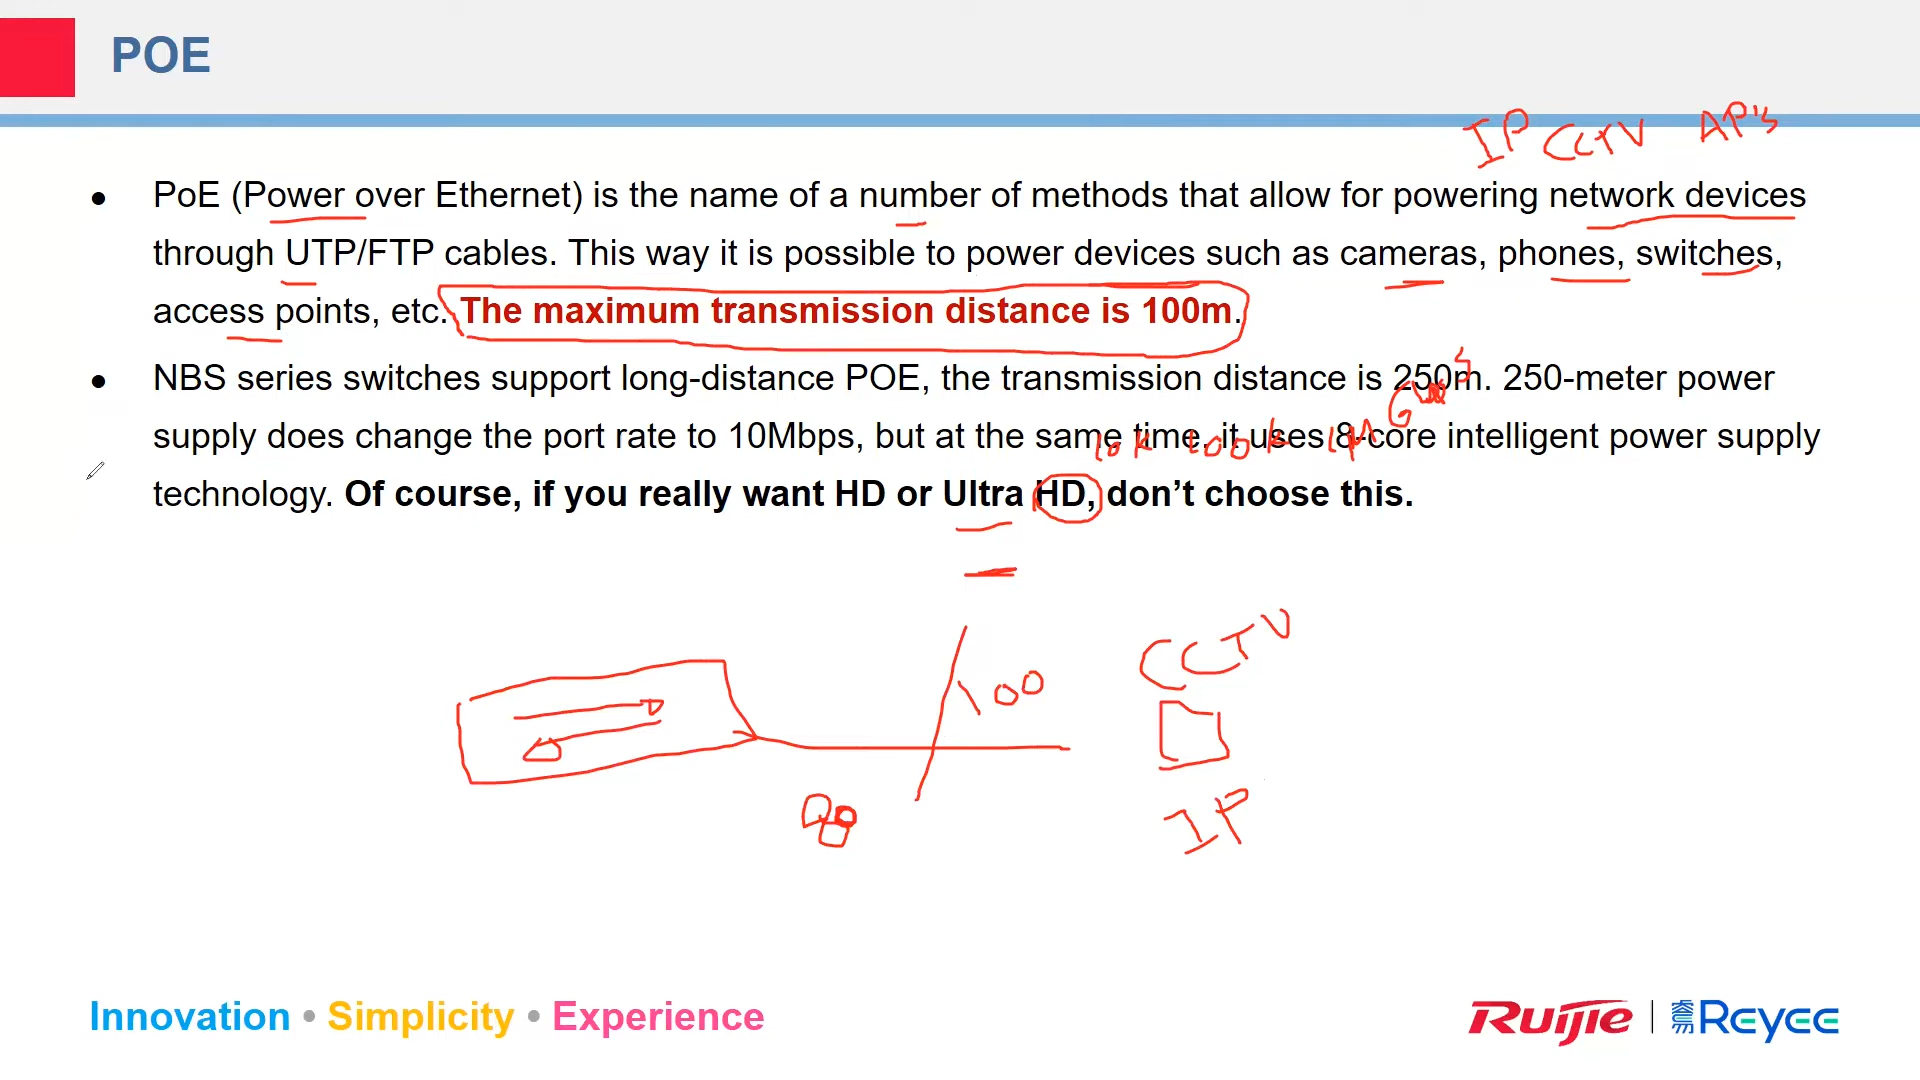 POE
IP CCTV AP's
PoE (Power over Ethernet) is the name of a number of methods that allow for powering network devices
through UTP/FTP cables. This way it is possible to power devices such as cameras, phones, switches,
access points, etc. The maximum transmission distance is 100m.
NBS series switches support long-distance POE, the transmission distance is 250m. 250-meter power
supply does change the port rate to 10Mbps, but at the same time, it uses 8-core intelligent power supply
10K 100K 1M
technology. Of course, if you really want HD or Ultra HD, don’t choose this.
CCTV
100
IP
Innovation • Simplicity • Experience
Ruijie | 睿易 Reyee